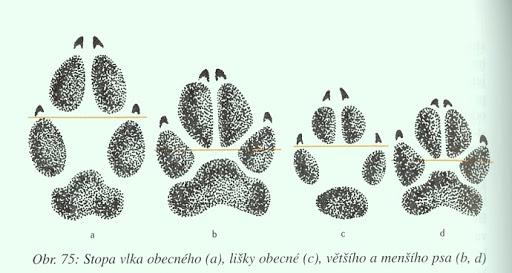 a b c d
Obr. 75: Stopa vlka obecného (a), lišky obecné (c), většího a menšího psa (b, d)